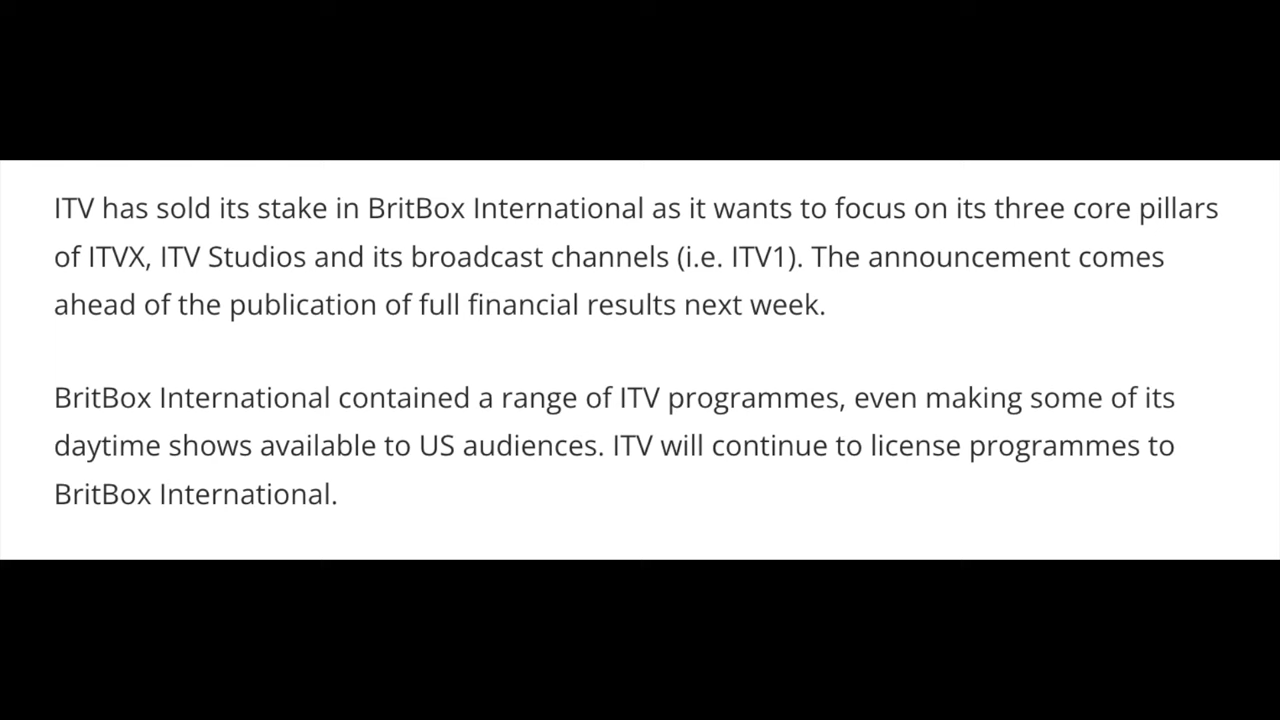 ITV has sold its stake in BritBox International as it wants to focus on its three core pillars
of ITVX, ITV Studios and its broadcast channels (i.e. ITV1). The announcement comes
ahead of the publication of full financial results next week.
BritBox International contained a range of ITV programmes, even making some of its
daytime shows available to US audiences. ITV will continue to license programmes to
BritBox International.